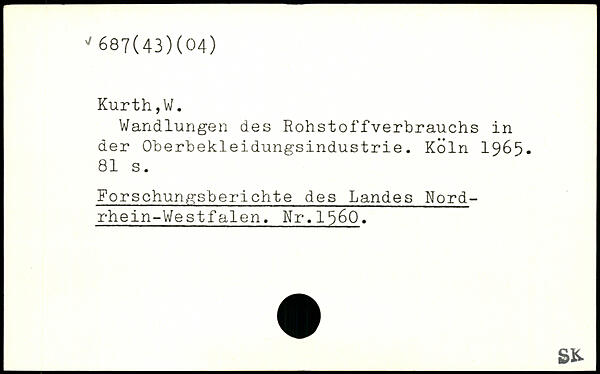 ✓ 687(43)(04)
Kurth,W.
Wandlungen des Rohstoffverbrauchs in
der Oberbekleidungsindustrie. Köln 1965.
81 s.
Forschungsberichte des Landes Nord-
rhein-Westfalen. Nr.1560.
SK